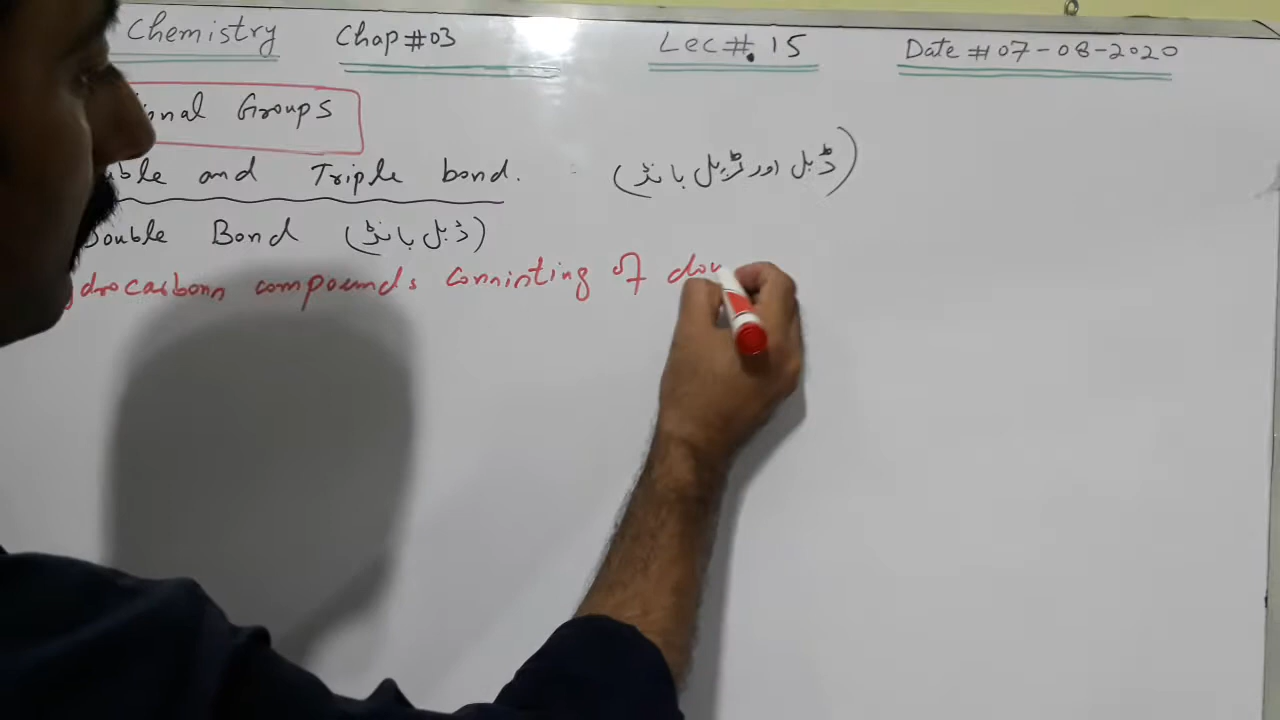 Chemistry Chap#03 Lec#. 15 Date # 07-08-2020
Groups
and Triple bond. (ڈبل اور ٹرپل بانڈ)
Double Bond (ڈبل بانڈ)
compounds consisting of dou